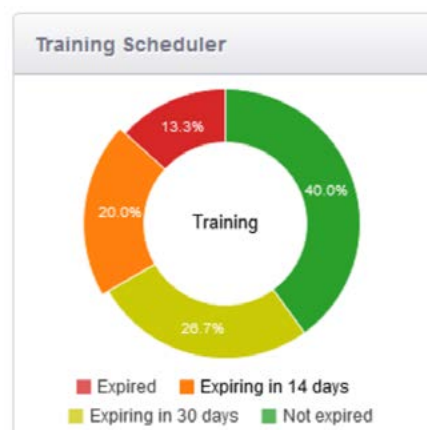 Training Scheduler
13.3%
40.0%
20.0%
Training
26.7%
Expired Expiring in 14 days
Expiring in 30 days Not expired